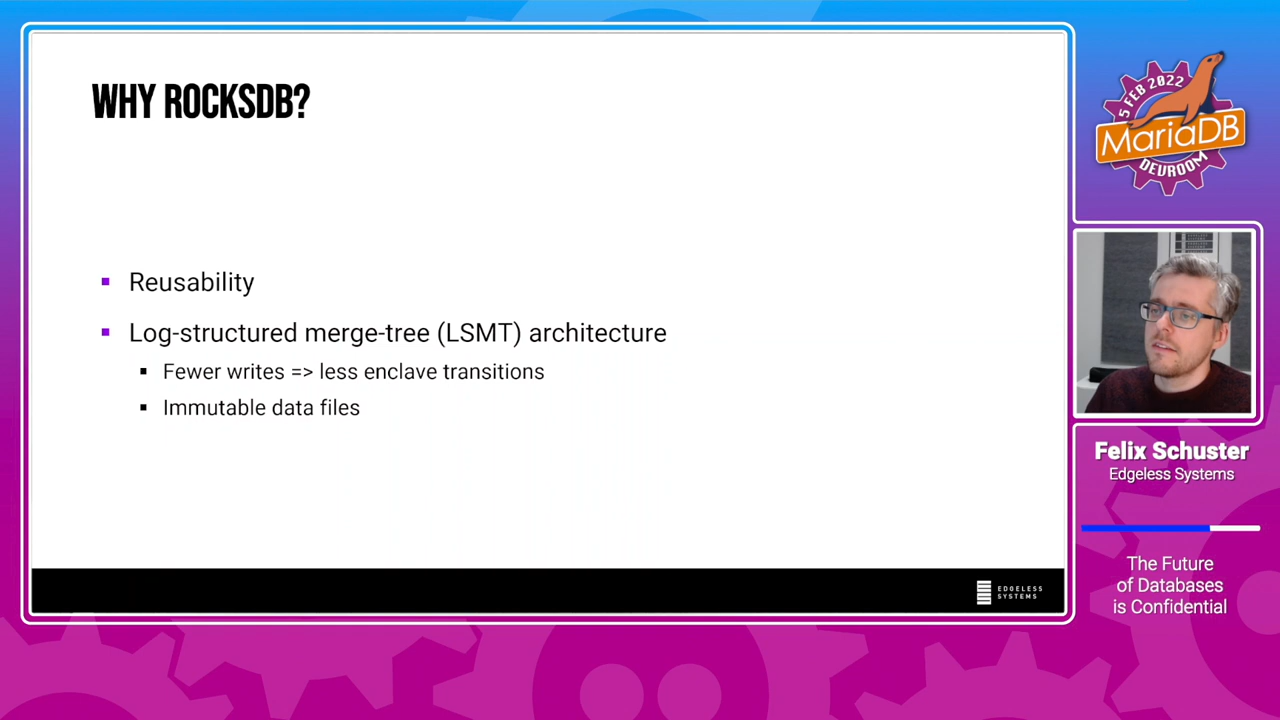 WHY ROCKSDB?
Reusability
Log-structured merge-tree (LSMT) architecture
Fewer writes => less enclave transitions
Immutable data files
EDGELESS
SYSTEMS
5 FEB 2022
MariaDB
DEVROOM
Felix Schuster
Edgeless Systems
The Future
of Databases
is Confidential